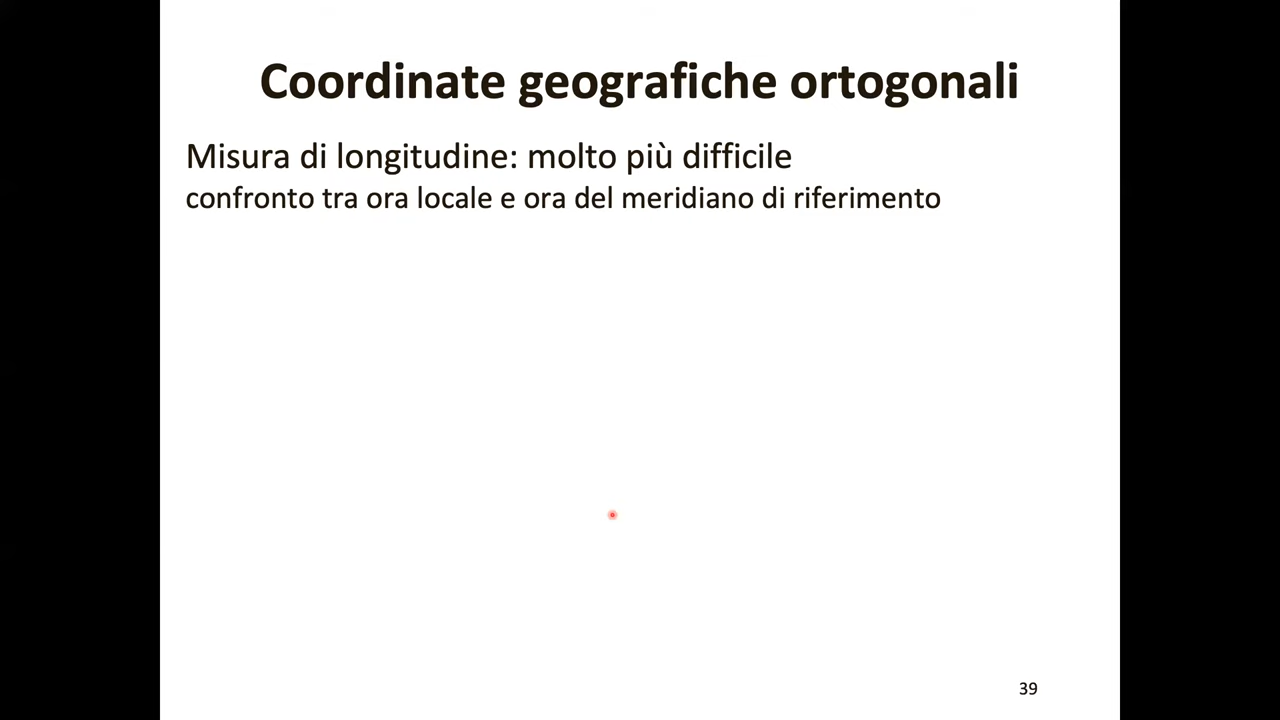 Coordinate geografiche ortogonali
Misura di longitudine: molto più difficile
confronto tra ora locale e ora del meridiano di riferimento
39